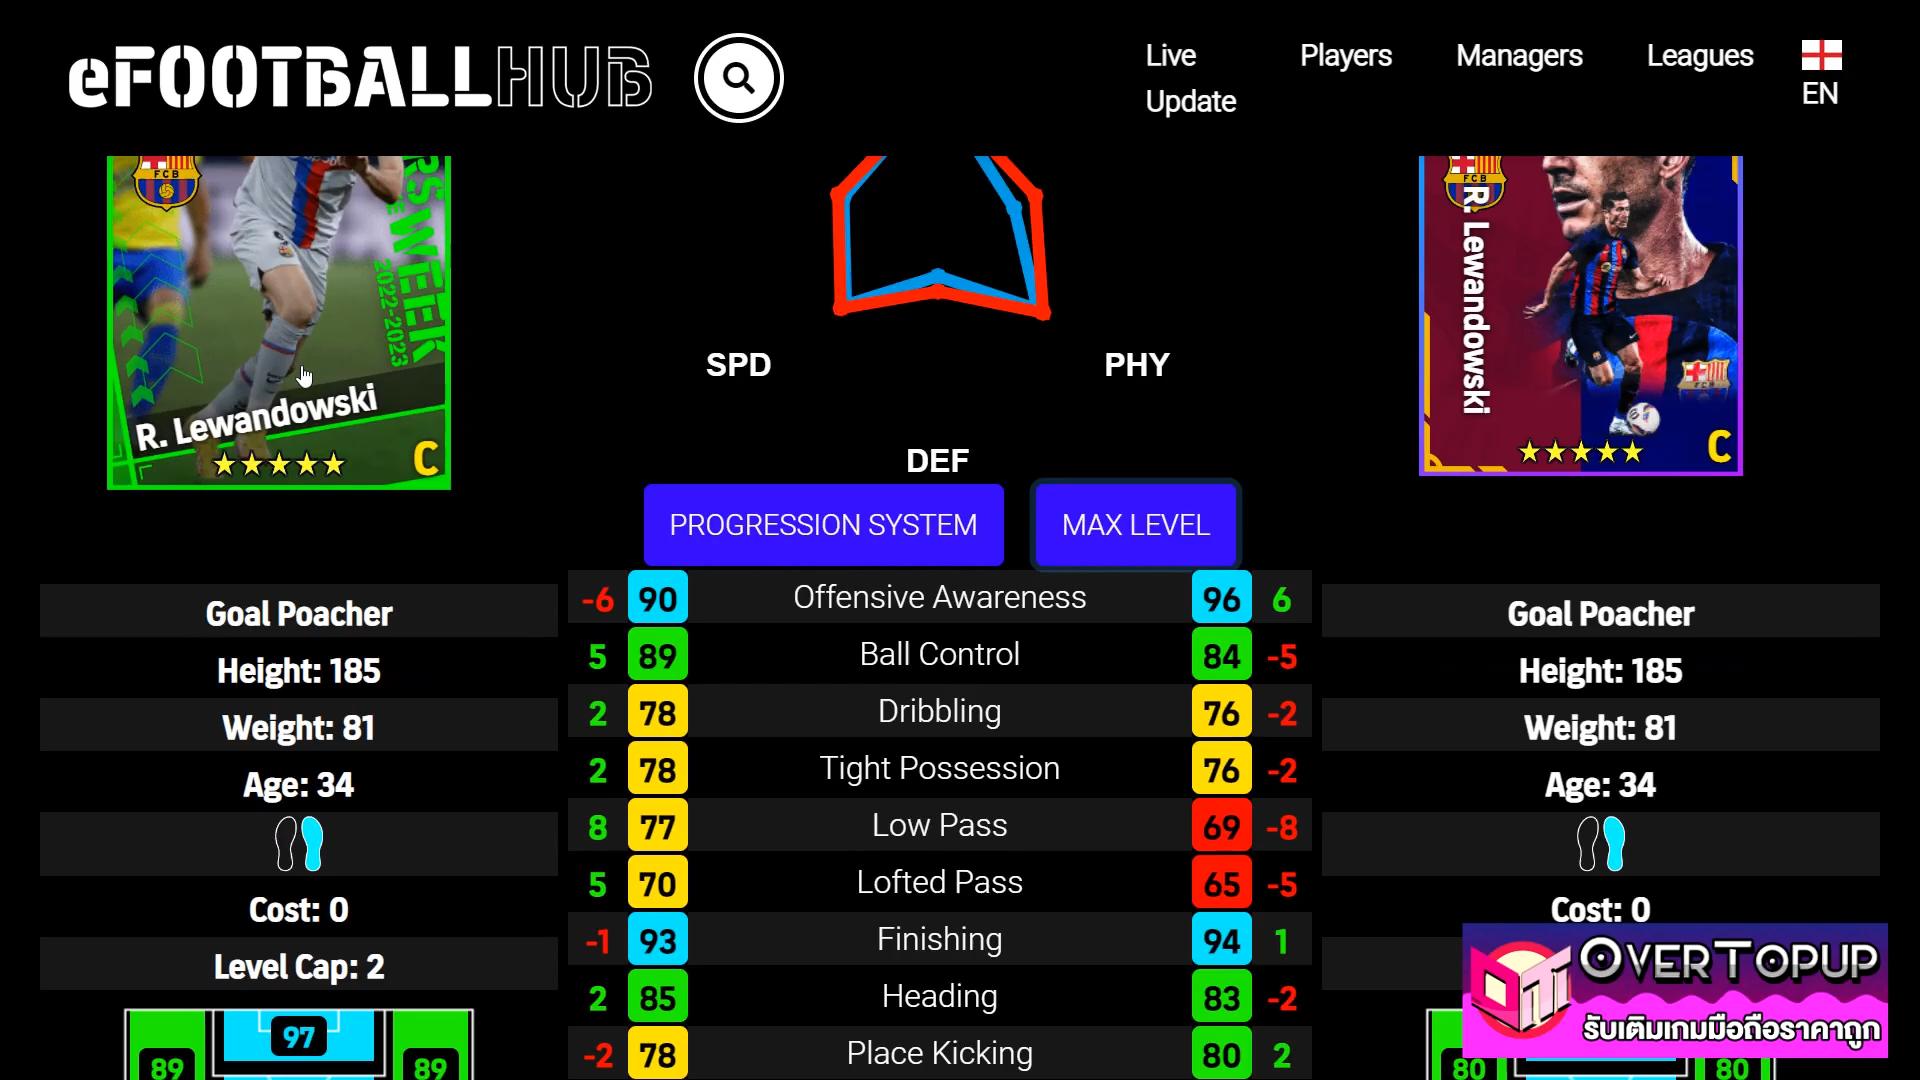 eFOOTBALLHUB
Live Update
Players
Managers
Leagues
EN
FCB
WEEK
2022-2023
R. Lewandowski
C
FCB
R. Lewandowski
C
SPD
PHY
DEF
PROGRESSION SYSTEM
MAX LEVEL
Goal Poacher
Height: 185
Weight: 81
Age: 34
Cost: 0
Level Cap: 2
97
89
89
-6 90 Offensive Awareness 96 6
5 89 Ball Control 84 -5
2 78 Dribbling 76 -2
2 78 Tight Possession 76 -2
8 77 Low Pass 69 -8
5 70 Lofted Pass 65 -5
-1 93 Finishing 94 1
2 85 Heading 83 -2
-2 78 Place Kicking 80 2
Goal Poacher
Height: 185
Weight: 81
Age: 34
Cost: 0
80
80
OVERTOPUP
รับเติมเกมมือถือราคาถูก